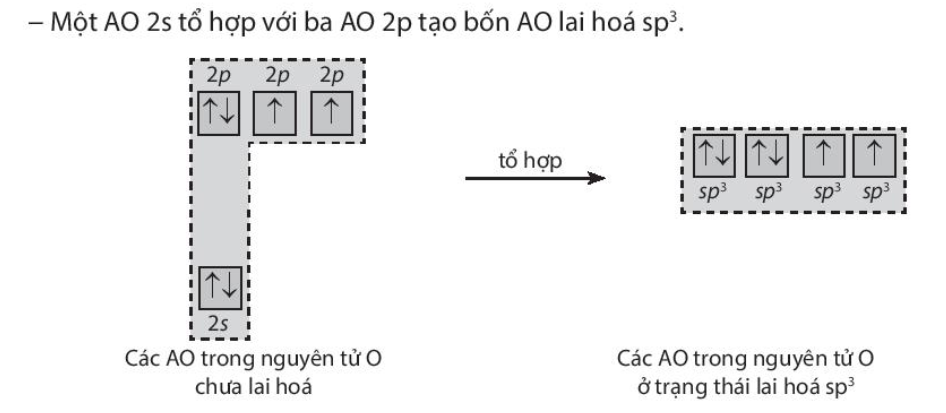 – Một AO 2s tổ hợp với ba AO 2p tạo bốn AO lai hoá sp³.
2p 2p 2p
↑↓ ↑ ↑
tổ hợp
↑↓ ↑↓ ↑ ↑
sp³ sp³ sp³ sp³
↑↓
2s
Các AO trong nguyên tử O
chưa lai hoá
Các AO trong nguyên tử O
ở trạng thái lai hoá sp³